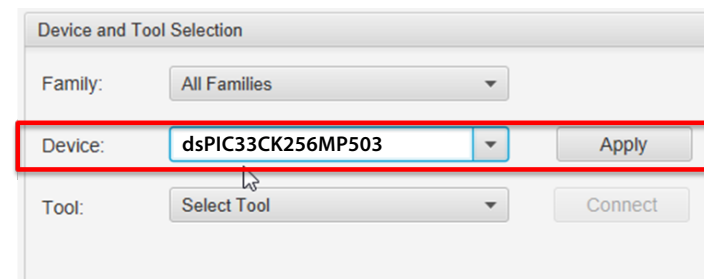 Device and Tool Selection
Family: All Families
Device: dsPIC33CK256MP503 Apply
Tool: Select Tool Connect